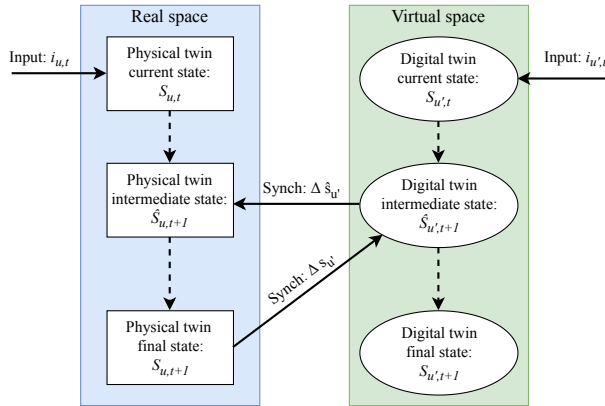 Real space
Virtual space
Input: i_{u,t}
Physical twin
current state:
S_{u,t}
Digital twin
current state:
S_{u',t}
Input: i_{u',t}
Physical twin
intermediate state:
Ŝ_{u,t+1}
Synch: Δ ŝ_{u'}
Digital twin
intermediate state:
Ŝ_{u',t+1}
Synch: Δ s_{u'}
Physical twin
final state:
S_{u,t+1}
Digital twin
final state:
S_{u',t+1}